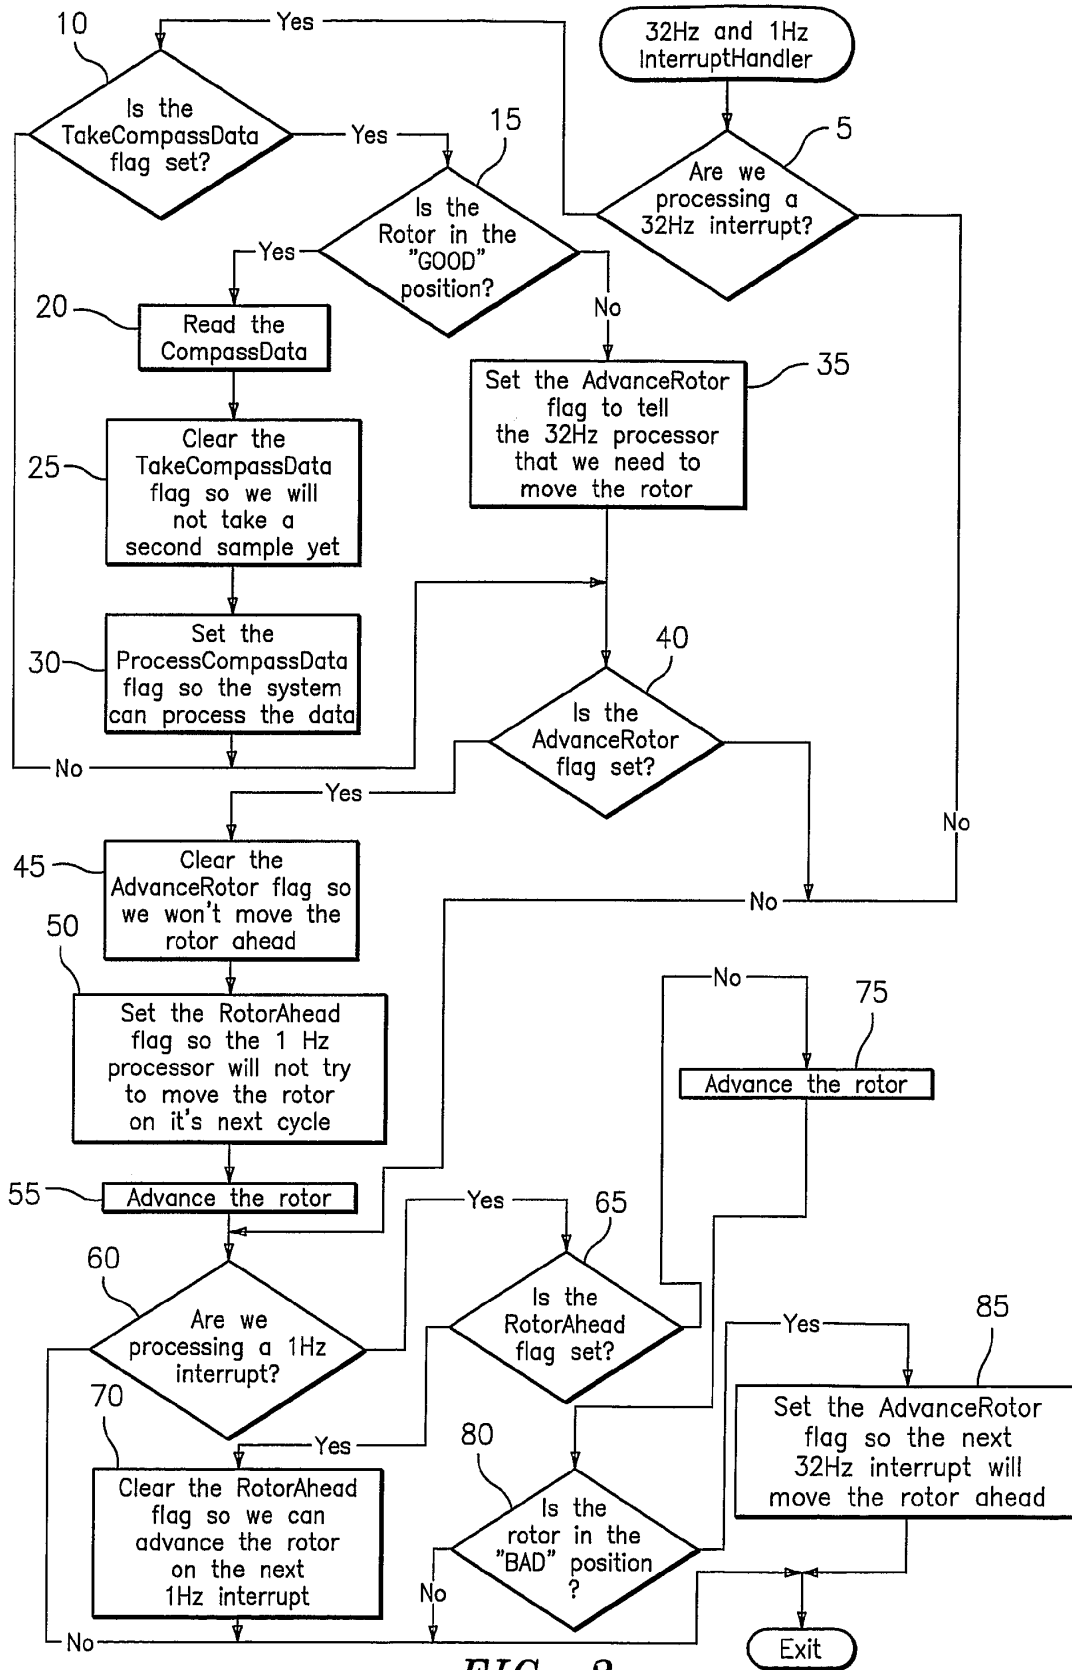 32Hz and 1Hz
InterruptHandler
5
Are we
processing a
32Hz interrupt?
Yes
No
10
Is the
TakeCompassData
flag set?
Yes
No
15
Is the
Rotor in the
"GOOD"
position?
Yes
No
20
Read the
CompassData
25
Clear the
TakeCompassData
flag so we will
not take a
second sample yet
30
Set the
ProcessCompassData
flag so the system
can process the data
35
Set the AdvanceRotor
flag to tell
the 32Hz processor
that we need to
move the rotor
40
Is the
AdvanceRotor
flag set?
Yes
No
45
Clear the
AdvanceRotor flag so
we won't move the
rotor ahead
50
Set the RotorAhead
flag so the 1 Hz
processor will not try
to move the rotor
on it's next cycle
55
Advance the rotor
60
Are we
processing a 1Hz
interrupt?
Yes
No
65
Is the
RotorAhead
flag set?
Yes
No
70
Clear the RotorAhead
flag so we can
advance the rotor
on the next
1Hz interrupt
75
Advance the rotor
80
Is the
rotor in the
"BAD" position
?
Yes
No
85
Set the AdvanceRotor
flag so the next
32Hz interrupt will
move the rotor ahead
Exit